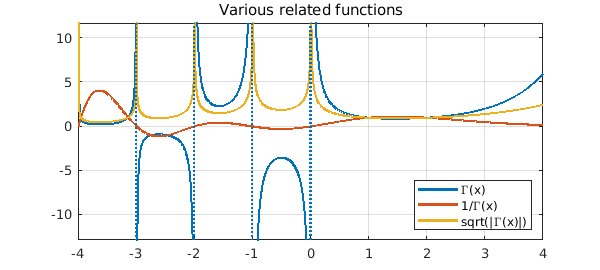 Various related functions
10
5
0
-5
-10
-4 -3 -2 -1 0 1 2 3 4
Γ(x)
1/Γ(x)
sqrt(|Γ(x)|)